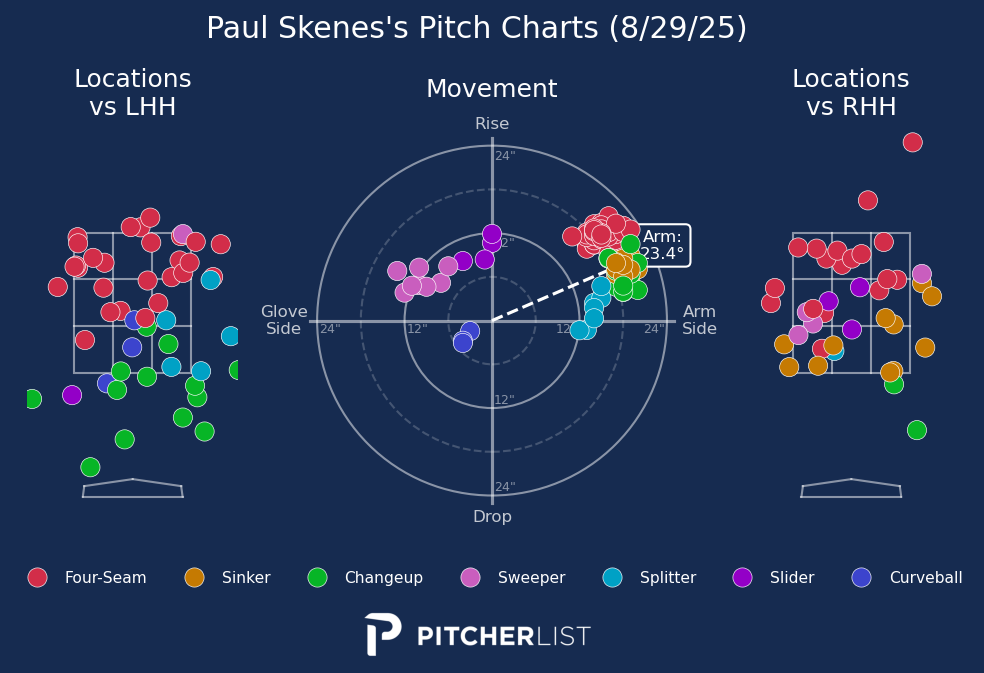 Paul Skenes's Pitch Charts (8/29/25)
Locations
vs LHH
Movement
Locations
vs RHH
Rise
24"
12"
Arm:
23.4°
Glove
Side
24"
12"
12"
24"
Arm
Side
12"
24"
Drop
Four-Seam
Sinker
Changeup
Sweeper
Splitter
Slider
Curveball
PITCHERLIST